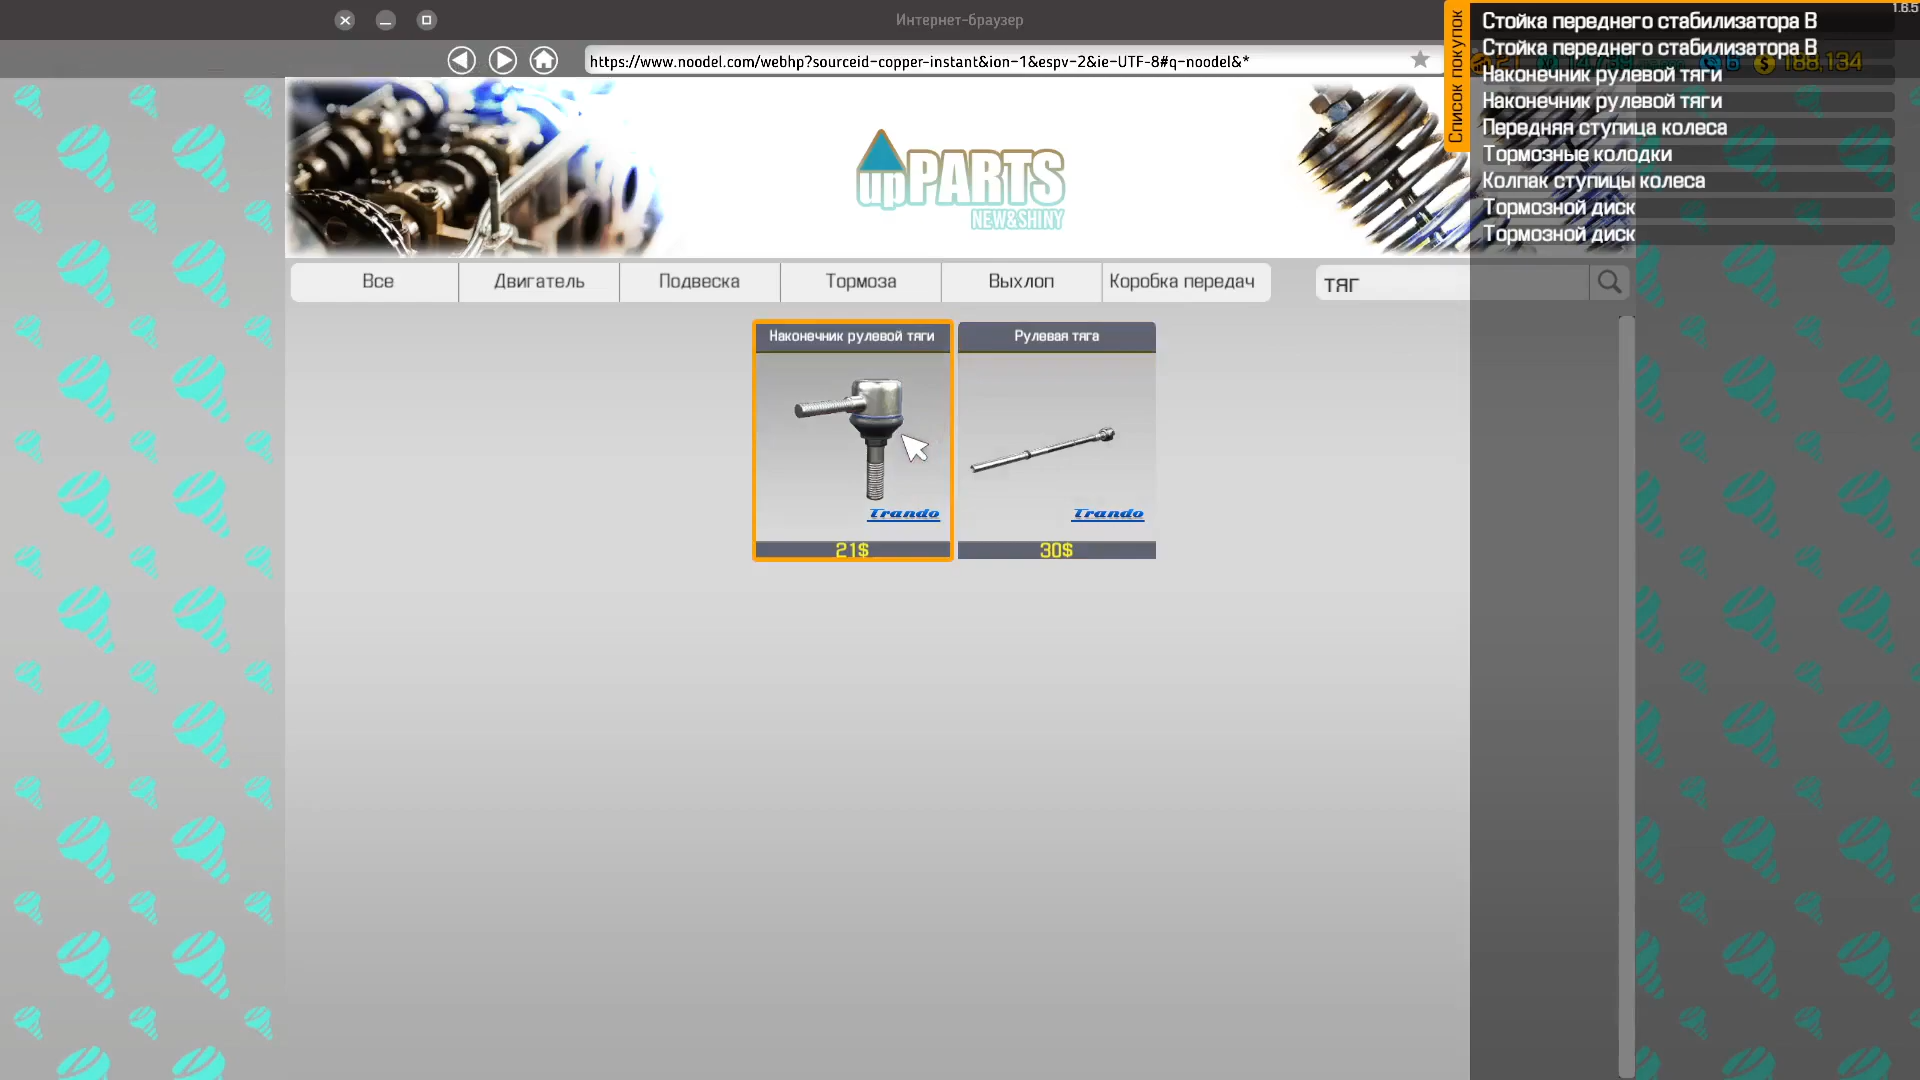 Интернет-браузер
1.6.5
https://www.noodel.com/webhp?sourceid-copper-instant&ion-1&espv-2&ie-UTF-8#q-noodel&*
188,134
Список покупок
Стойка переднего стабилизатора В
Стойка переднего стабилизатора В
Наконечник рулевой тяги
Наконечник рулевой тяги
Передняя ступица колеса
Тормозные колодки
Колпак ступицы колеса
Тормозной диск
Тормозной диск
upPARTS
NEW&SHINY
Все
Двигатель
Подвеска
Тормоза
Выхлоп
Коробка передач
ТЯГ
Наконечник рулевой тяги
Рулевая тяга
Trando
Trando
21$
30$